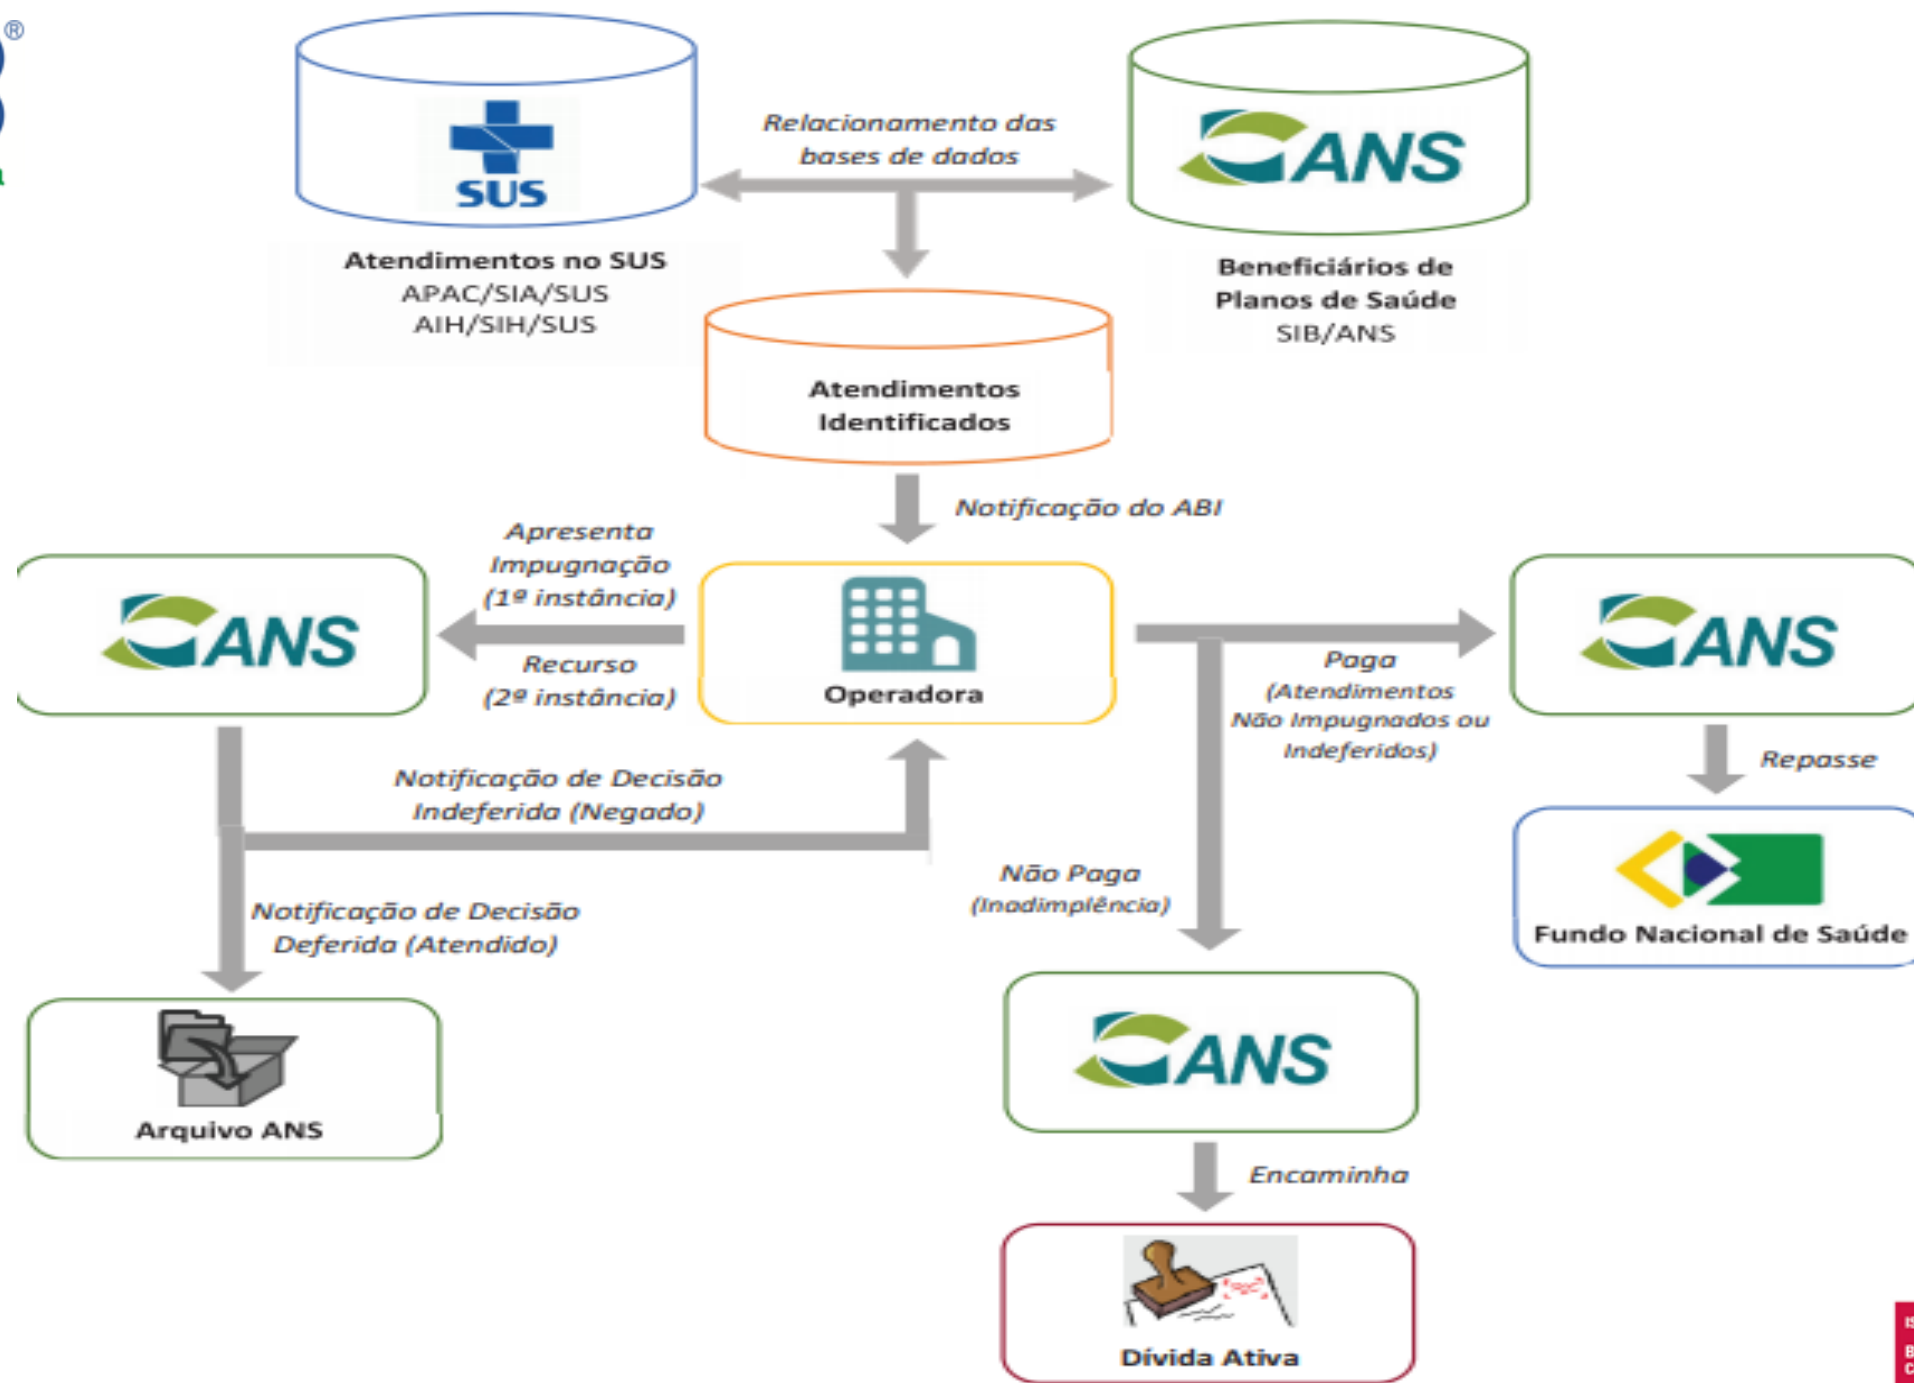 ®
SUS
Relacionamento das
bases de dados
ANS
Atendimentos no SUS
APAC/SIA/SUS
AIH/SIH/SUS
Beneficiários de
Planos de Saúde
SIB/ANS
Atendimentos
Identificados
Notificação do ABI
Apresenta
Impugnação
(1ª instância)
ANS
Recurso
(2ª instância)
Operadora
Paga
(Atendimentos
Não Impugnados ou
Indeferidos)
ANS
Repasse
Notificação de Decisão
Indeferida (Negado)
Fundo Nacional de Saúde
Não Paga
(Inadimplência)
Notificação de Decisão
Deferida (Atendido)
Arquivo ANS
ANS
Encaminha
Dívida Ativa